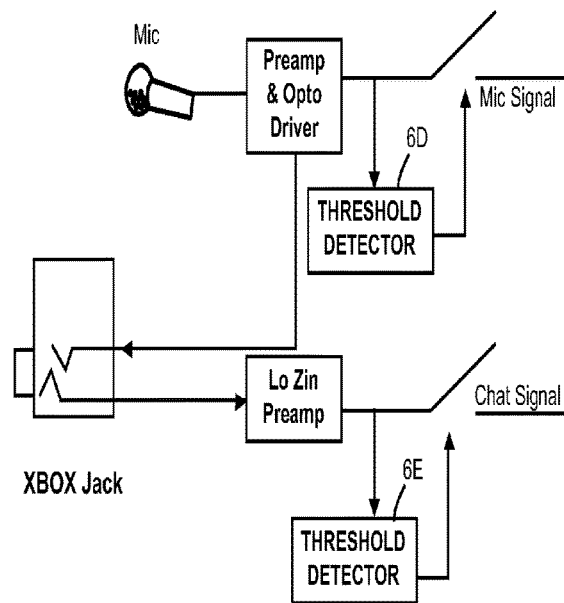 Mic
Preamp
& Opto
Driver
Mic Signal
6D
THRESHOLD
DETECTOR
Lo Zin
Preamp
Chat Signal
XBOX Jack
6E
THRESHOLD
DETECTOR